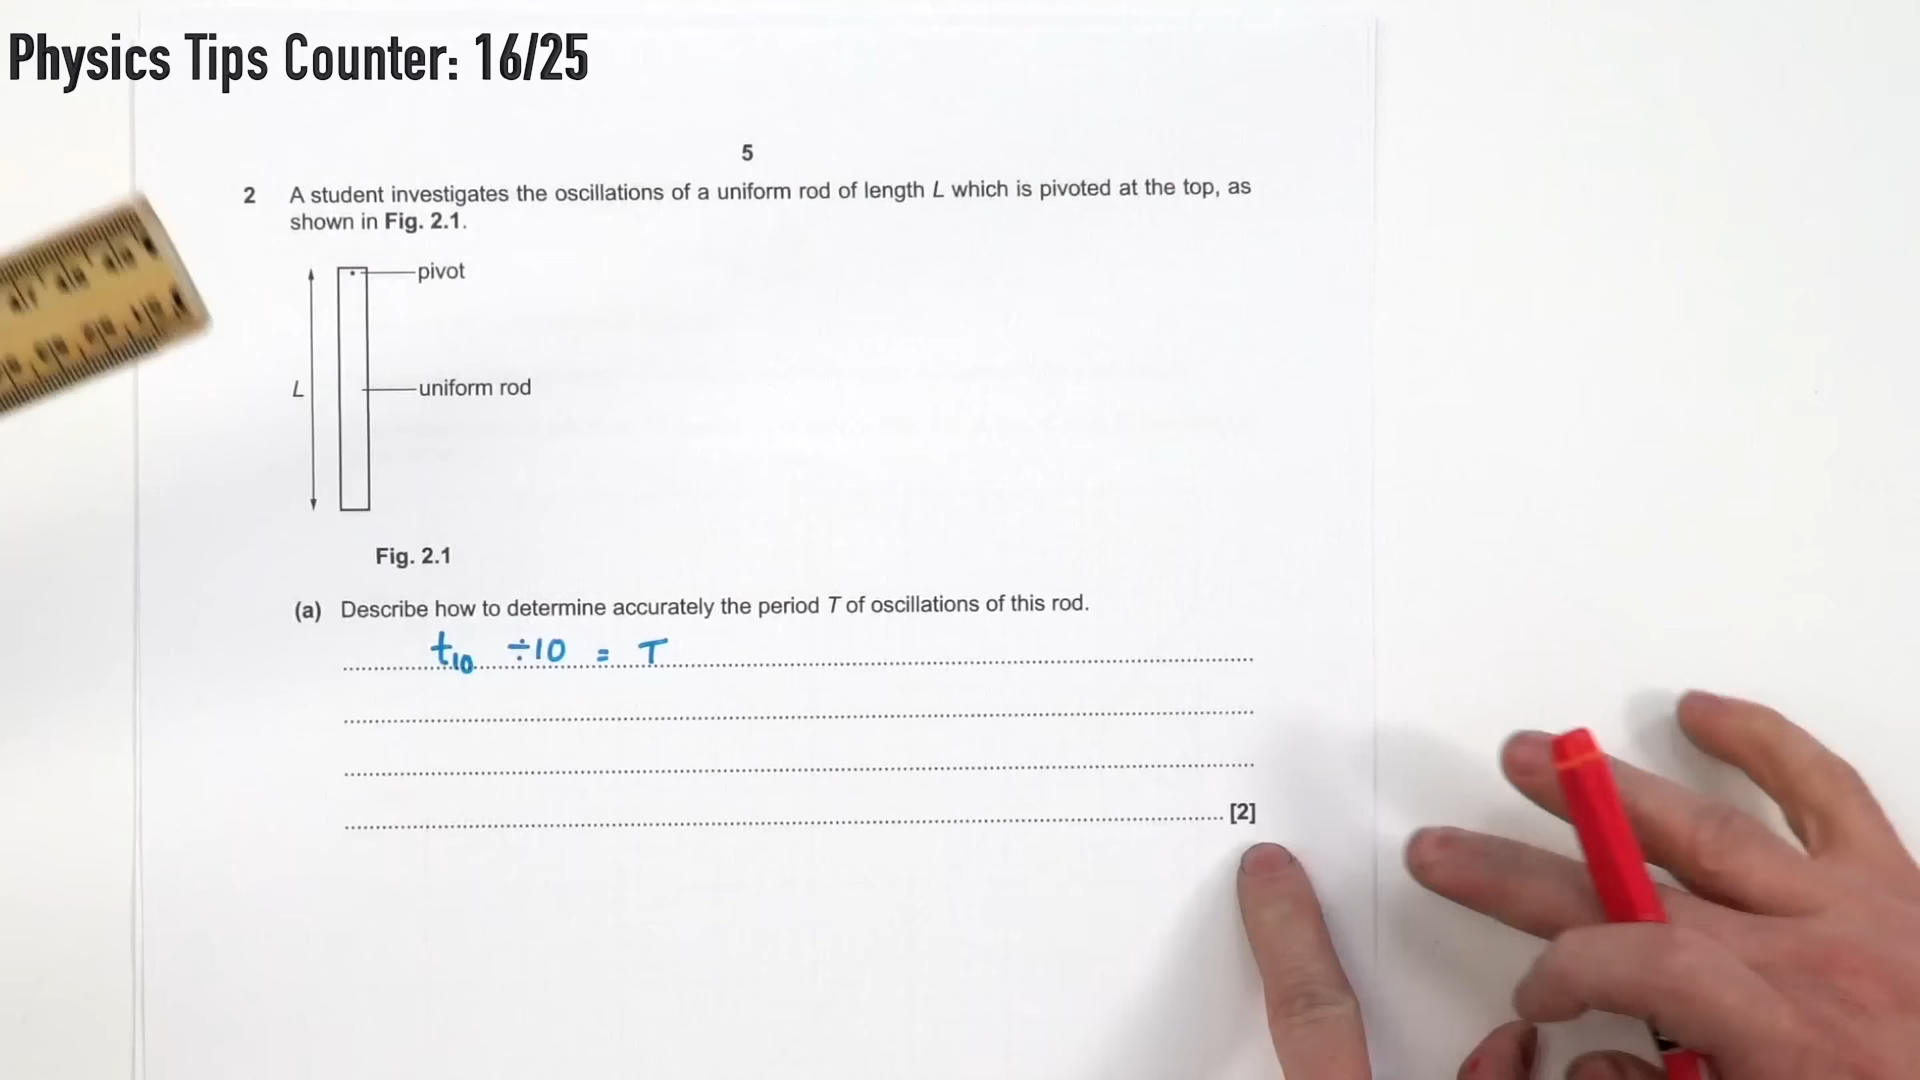 Physics Tips Counter: 16/25
5
2 A student investigates the oscillations of a uniform rod of length L which is pivoted at the top, as
shown in Fig. 2.1.
pivot
L
uniform rod
Fig. 2.1
(a) Describe how to determine accurately the period T of oscillations of this rod.
t₁₀ ÷10 = T
[2]